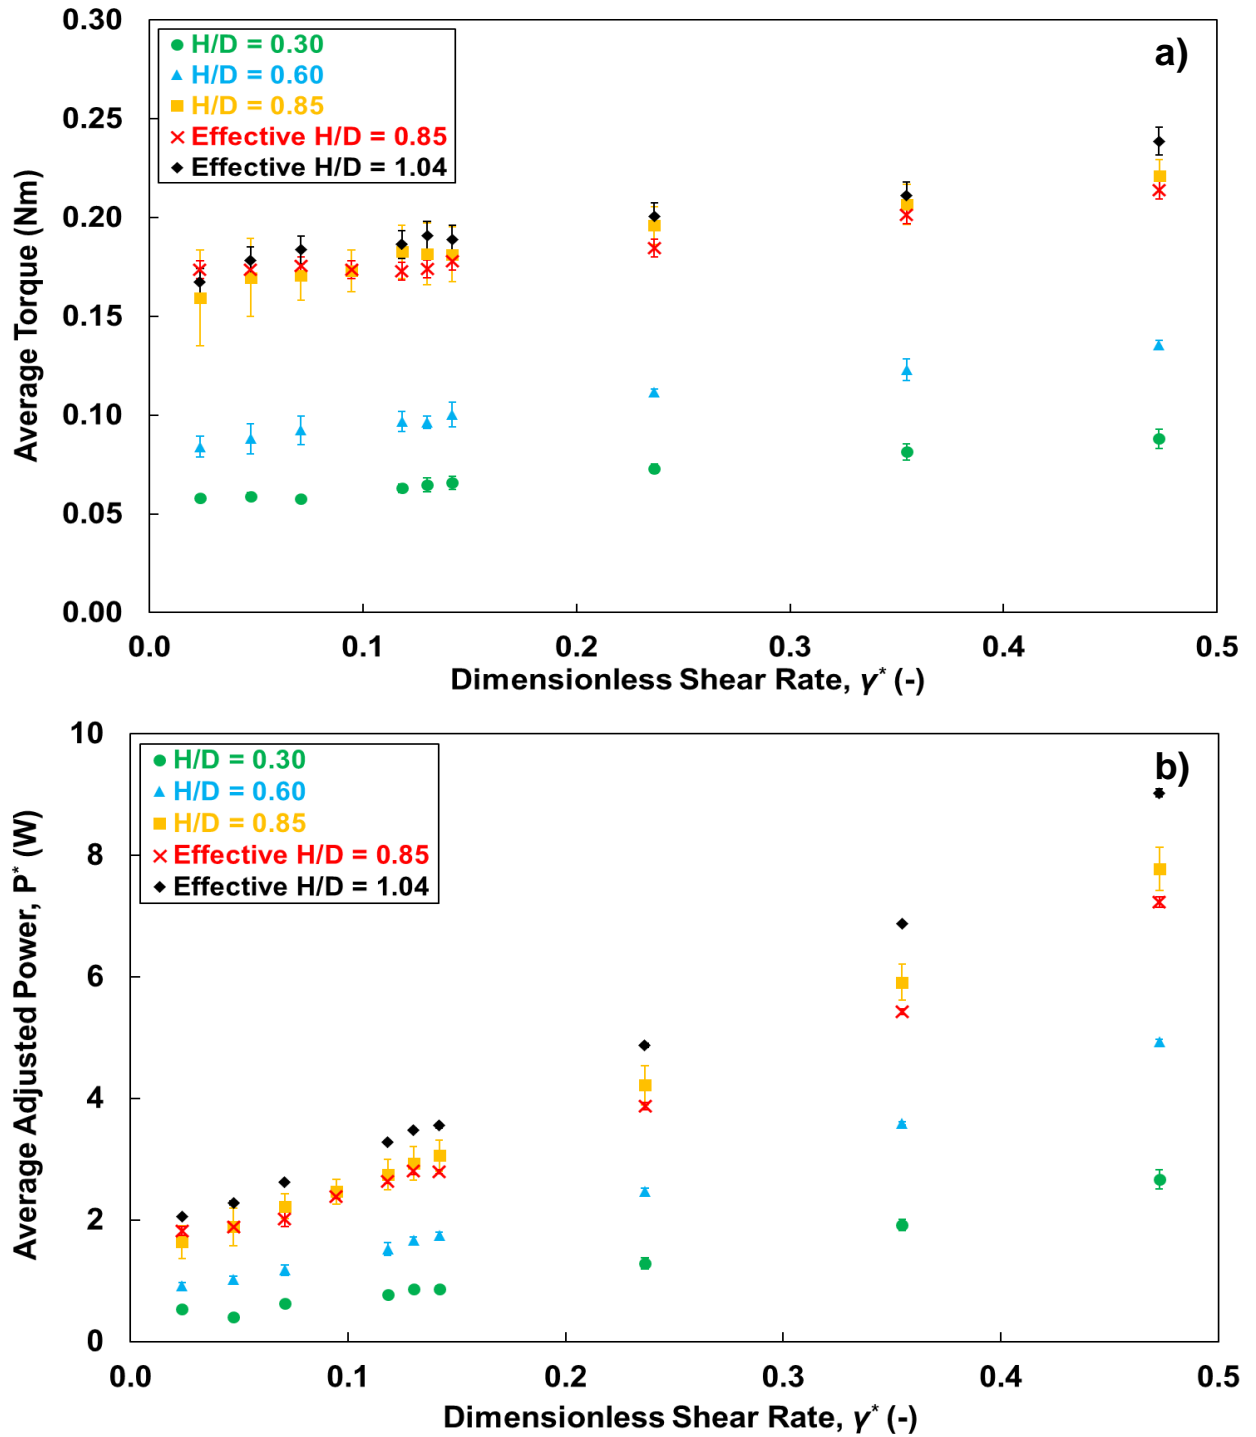 a)
H/D = 0.30
H/D = 0.60
H/D = 0.85
Effective H/D = 0.85
Effective H/D = 1.04
0.30
0.25
0.20
0.15
0.10
0.05
0.00
Average Torque (Nm)
0.0 0.1 0.2 0.3 0.4 0.5
Dimensionless Shear Rate, γ* (-)
b)
H/D = 0.30
H/D = 0.60
H/D = 0.85
Effective H/D = 0.85
Effective H/D = 1.04
10
8
6
4
2
0
Average Adjusted Power, P* (W)
0.0 0.1 0.2 0.3 0.4 0.5
Dimensionless Shear Rate, γ* (-)